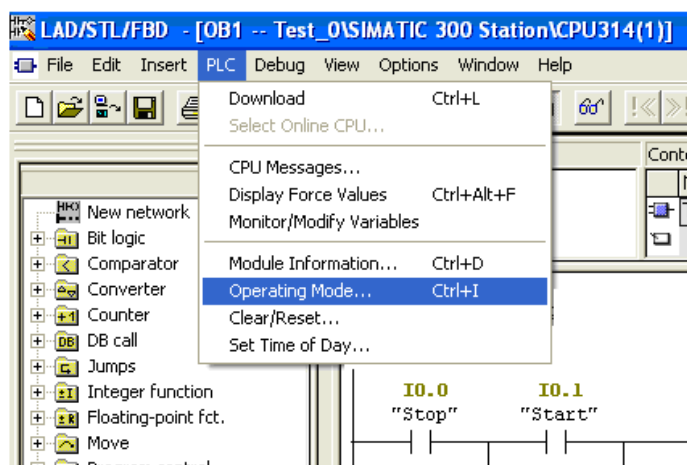 LAD/STL/FBD - [OB1 -- Test_0\SIMATIC 300 Station\CPU314(1)]
File Edit Insert PLC Debug View Options Window Help
Download Ctrl+L
Select Online CPU...
CPU Messages...
Display Force Values Ctrl+Alt+F
Monitor/Modify Variables
Module Information... Ctrl+D
Operating Mode... Ctrl+I
Clear/Reset...
Set Time of Day...
New network
Bit logic
Comparator
Converter
Counter
DB call
Jumps
Integer function
Floating-point fct.
Move
I0.0 I0.1
"Stop" "Start"